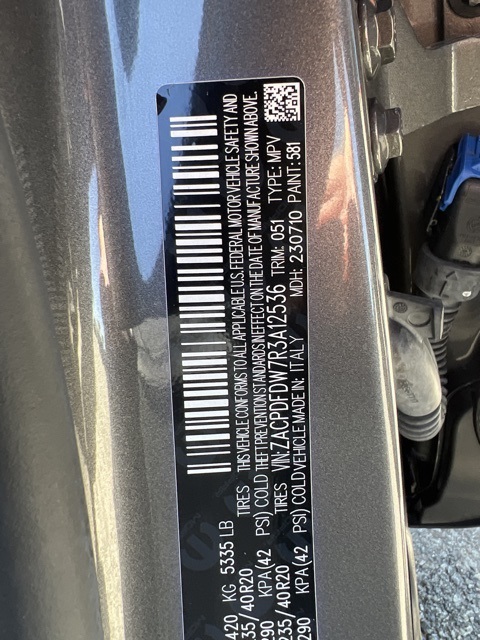 THIS VEHICLE CONFORMS TO ALL APPLICABLE U.S. FEDERAL MOTOR VEHICLE SAFETY AND
THEFT PREVENTION STANDARDS IN EFFECT ON THE DATE OF MANUFACTURE SHOWN ABOVE.
VIN: ZACPDFDW7R3A12536 TRIM: 051 TYPE: MPV
VEHICLE MADE IN: ITALY MDH: 230710 PAINT: 581
420 KG 5335 LB TIRES
235/40R20
290 KPA(42 PSI) COLD
TIRES
235/40R20
290 KPA(42 PSI) COLD